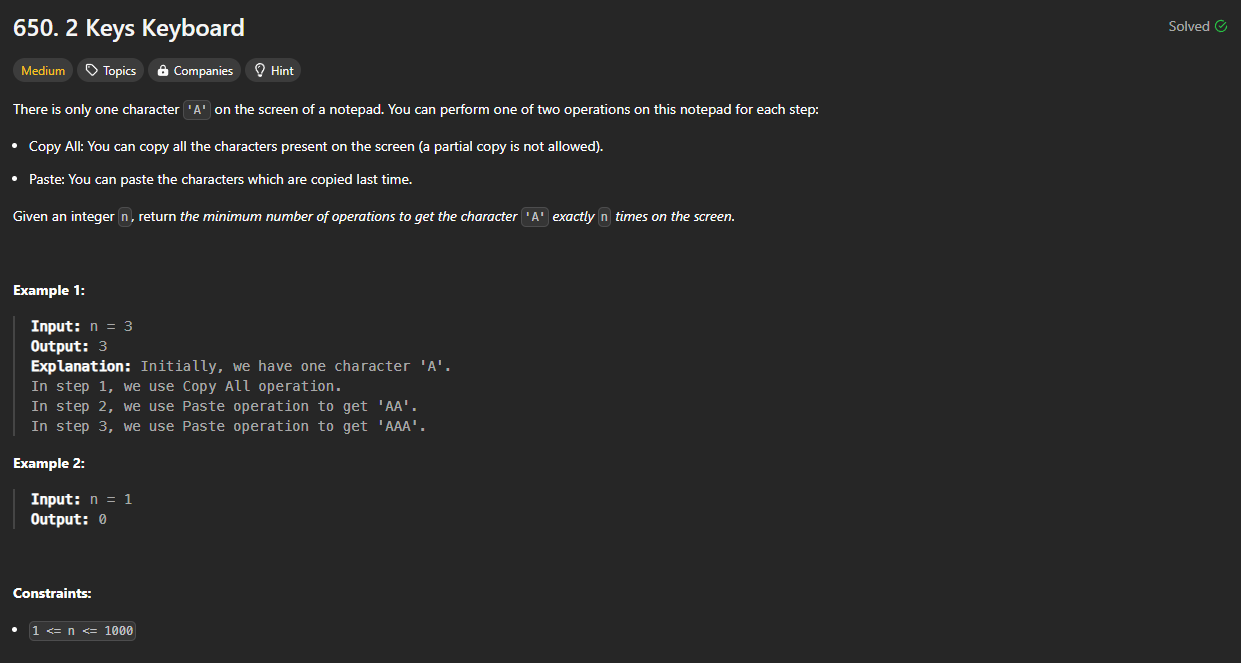 650. 2 Keys Keyboard
Solved
Medium Topics Companies Hint
There is only one character 'A' on the screen of a notepad. You can perform one of two operations on this notepad for each step:
• Copy All: You can copy all the characters present on the screen (a partial copy is not allowed).
• Paste: You can paste the characters which are copied last time.
Given an integer n, return the minimum number of operations to get the character 'A' exactly n times on the screen.
Example 1:
Input: n = 3
Output: 3
Explanation: Initially, we have one character 'A'.
In step 1, we use Copy All operation.
In step 2, we use Paste operation to get 'AA'.
In step 3, we use Paste operation to get 'AAA'.
Example 2:
Input: n = 1
Output: 0
Constraints:
• 1 <= n <= 1000